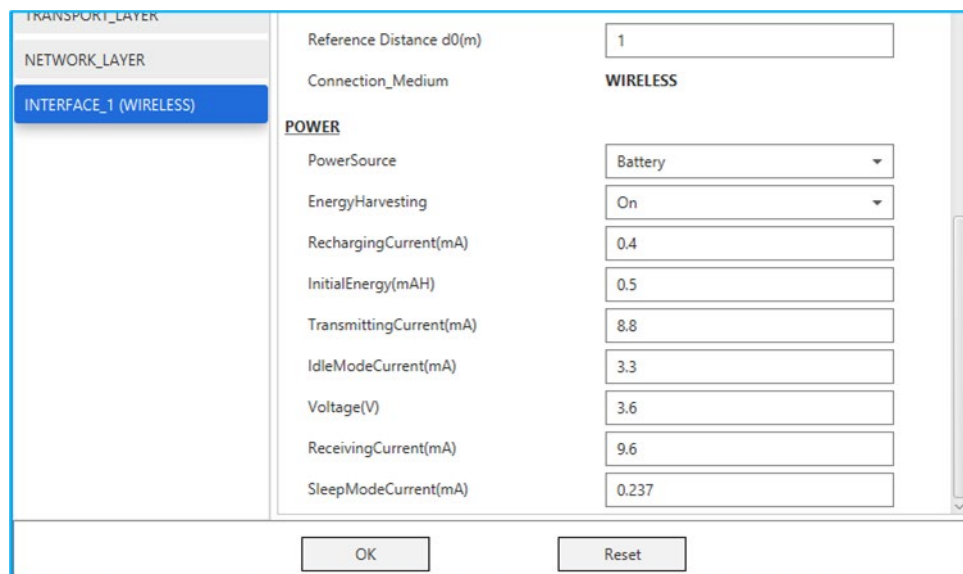 TRANSPORT_LAYER
NETWORK_LAYER
INTERFACE_1 (WIRELESS)
Reference Distance d0(m) 1
Connection_Medium WIRELESS
POWER
PowerSource Battery
EnergyHarvesting On
RechargingCurrent(mA) 0.4
InitialEnergy(mAH) 0.5
TransmittingCurrent(mA) 8.8
IdleModeCurrent(mA) 3.3
Voltage(V) 3.6
ReceivingCurrent(mA) 9.6
SleepModeCurrent(mA) 0.237
OK Reset